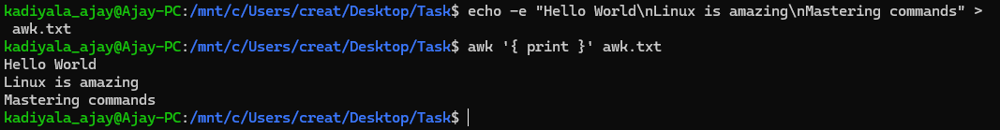 kadiyala_ajay@Ajay-PC:/mnt/c/Users/creat/Desktop/Task$ echo -e "Hello World\nLinux is amazing\nMastering commands" >
 awk.txt
kadiyala_ajay@Ajay-PC:/mnt/c/Users/creat/Desktop/Task$ awk '{ print }' awk.txt
Hello World
Linux is amazing
Mastering commands
kadiyala_ajay@Ajay-PC:/mnt/c/Users/creat/Desktop/Task$